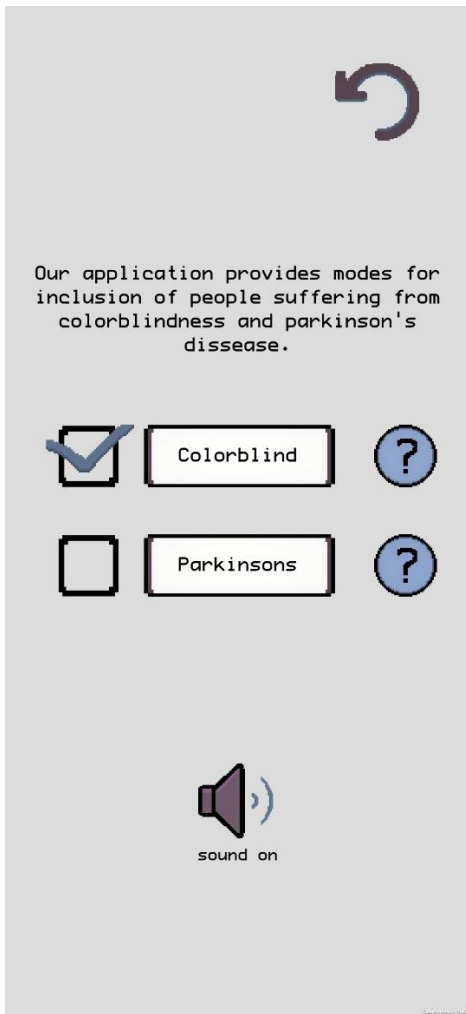 Our application provides modes for
inclusion of people suffering from
colorblindness and parkinson's
dissease.
Colorblind
?
Parkinsons
?
sound on